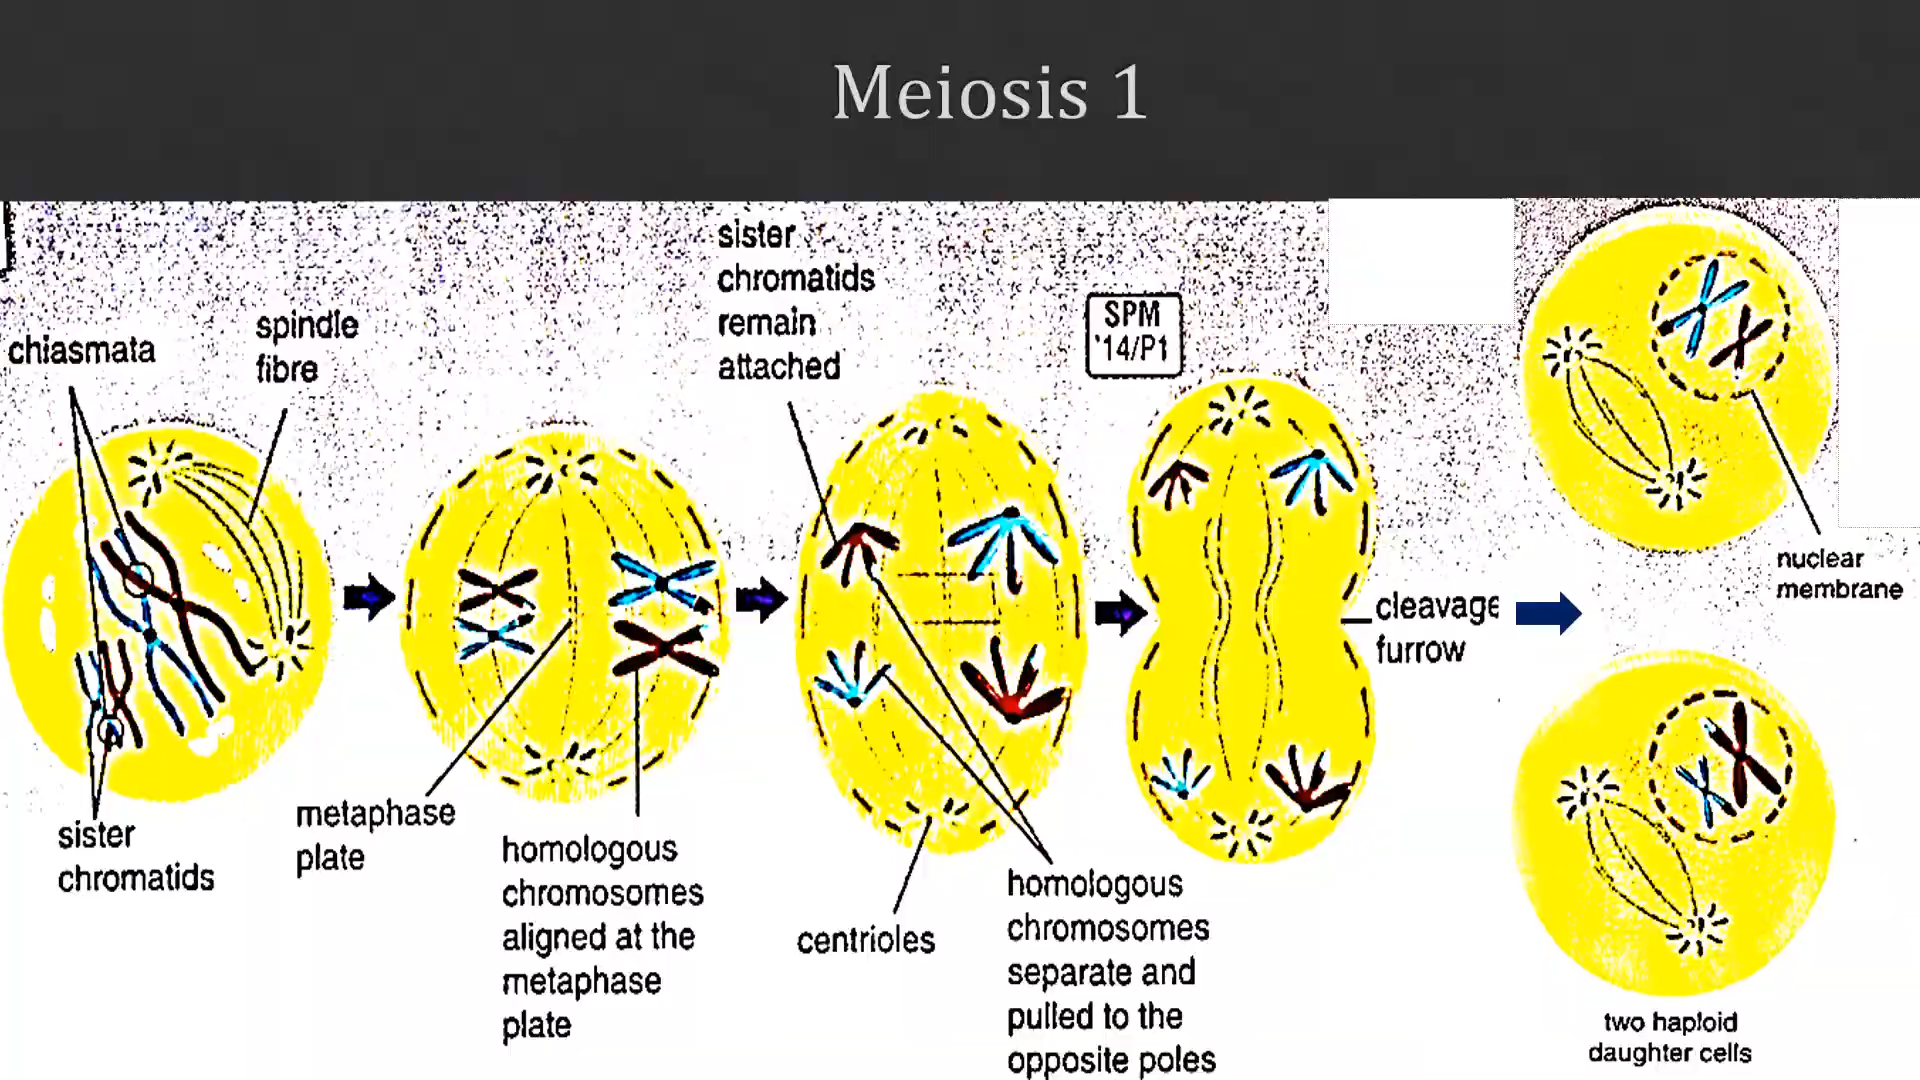 Meiosis 1
chiasmata
spindle
fibre
sister
chromatids
remain
attached
SPM
'14/P1
nuclear
membrane
cleavage
furrow
sister
chromatids
metaphase
plate
homologous
chromosomes
aligned at the
metaphase
plate
centrioles
homologous
chromosomes
separate and
pulled to the
opposite poles
two haploid
daughter cells